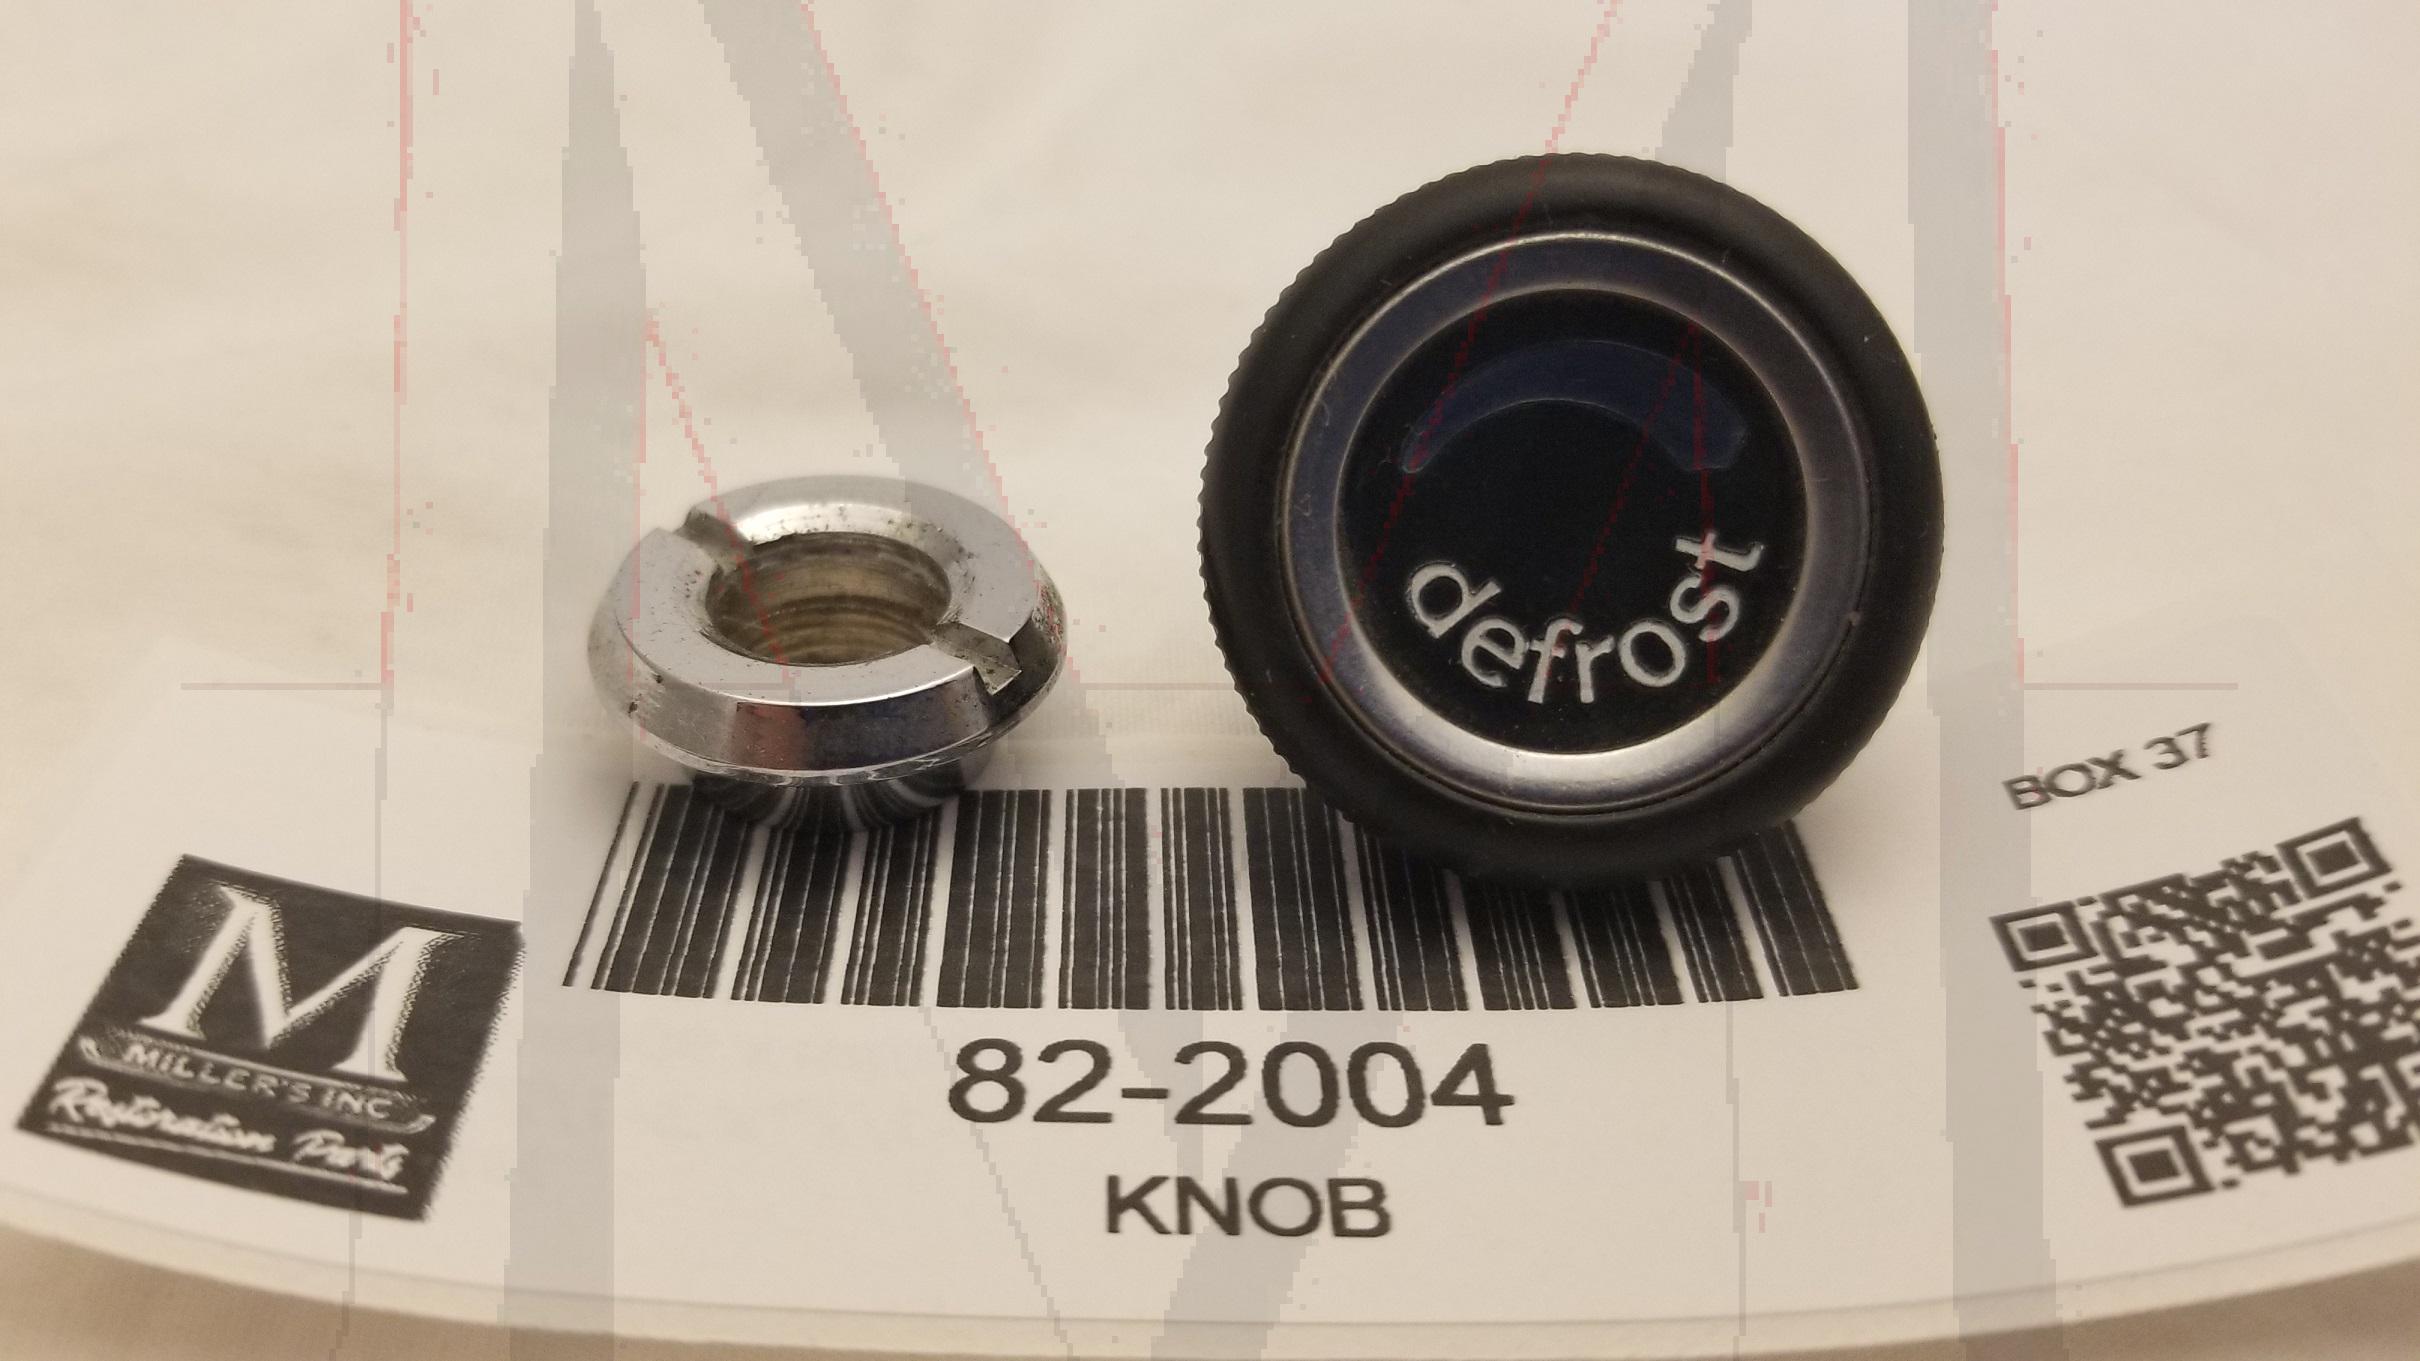 defrost
BOX 37
M
MILLER'S INC
Restoration Parts
82-2004
KNOB